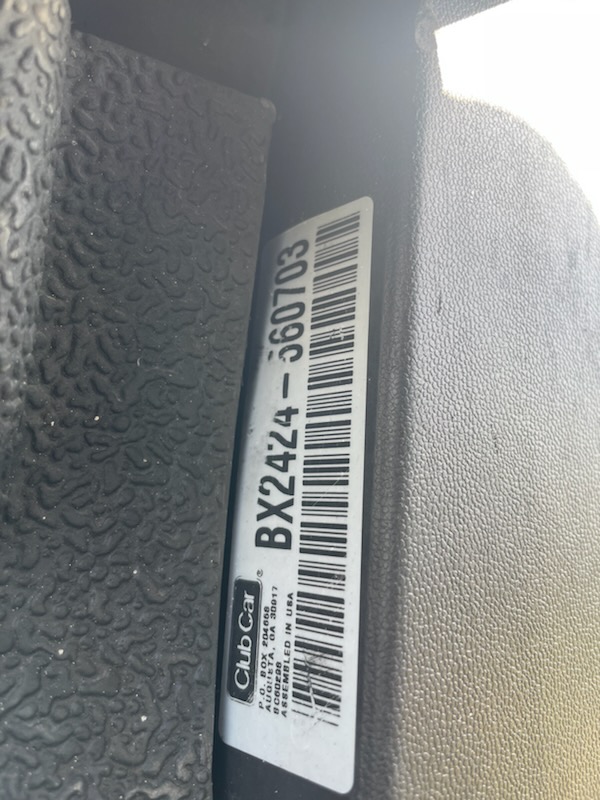 Club Car®
P.O. BOX 204658
AUGUSTA, GA 30917
ASSEMBLED IN USA
BX2424-560703